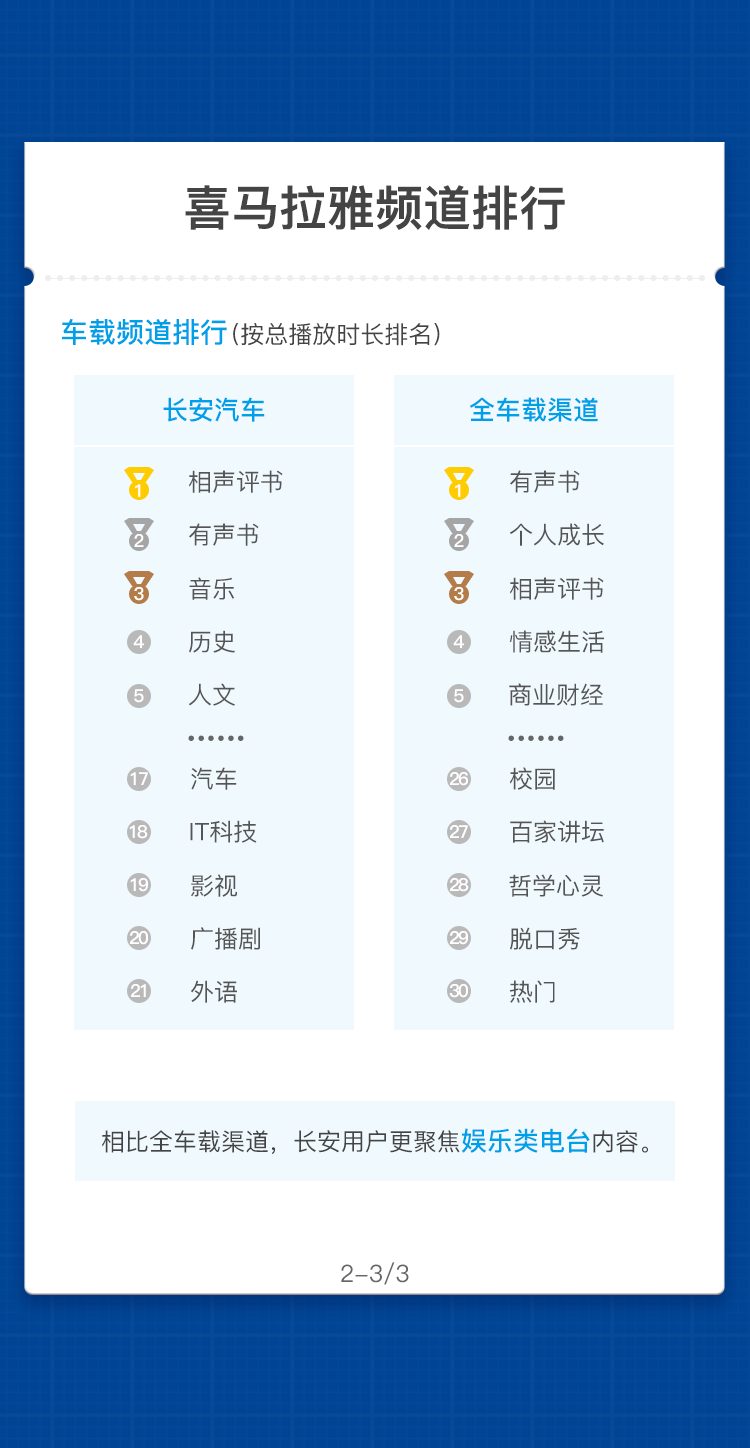 喜马拉雅频道排行
车载频道排行(按总播放时长排名)
长安汽车
1 相声评书
2 有声书
3 音乐
4 历史
5 人文
••••••
17 汽车
18 IT科技
19 影视
20 广播剧
21 外语
全车载渠道
1 有声书
2 个人成长
3 相声评书
4 情感生活
5 商业财经
••••••
26 校园
27 百家讲坛
28 哲学心灵
29 脱口秀
30 热门
相比全车载渠道，长安用户更聚焦娱乐类电台内容。
2-3/3